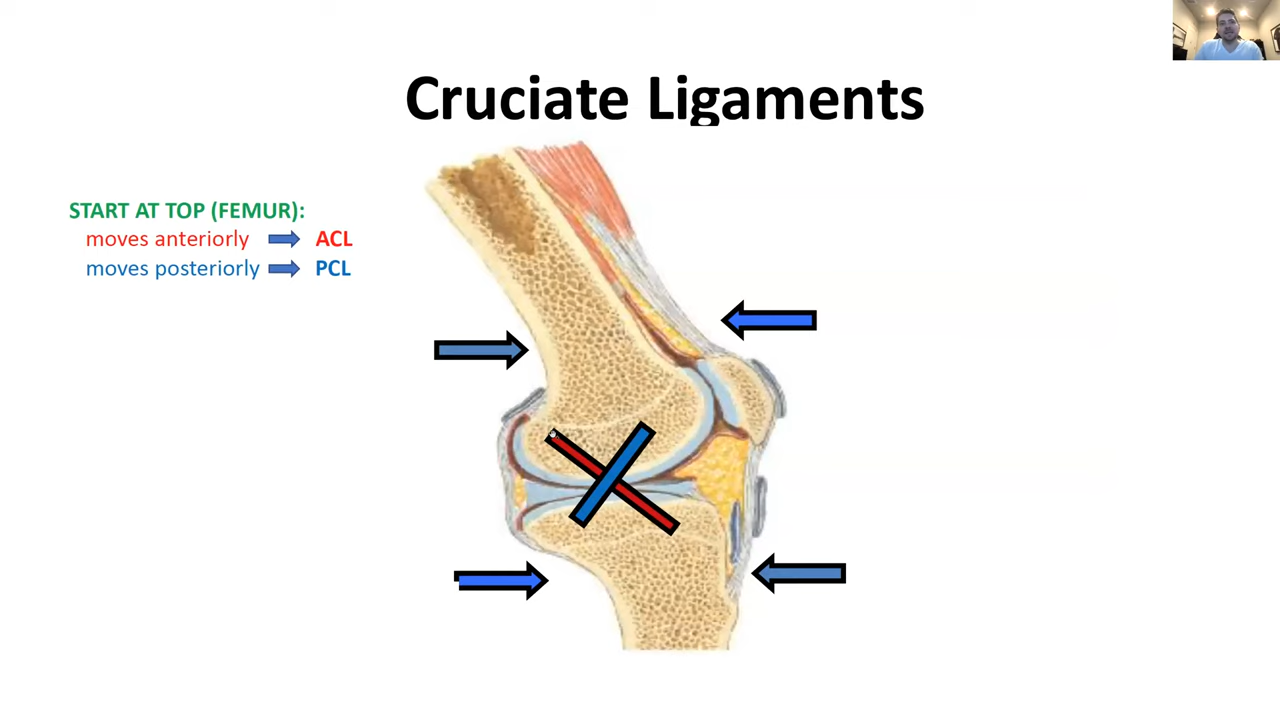 Cruciate Ligaments
START AT TOP (FEMUR):
moves anteriorly ACL
moves posteriorly PCL